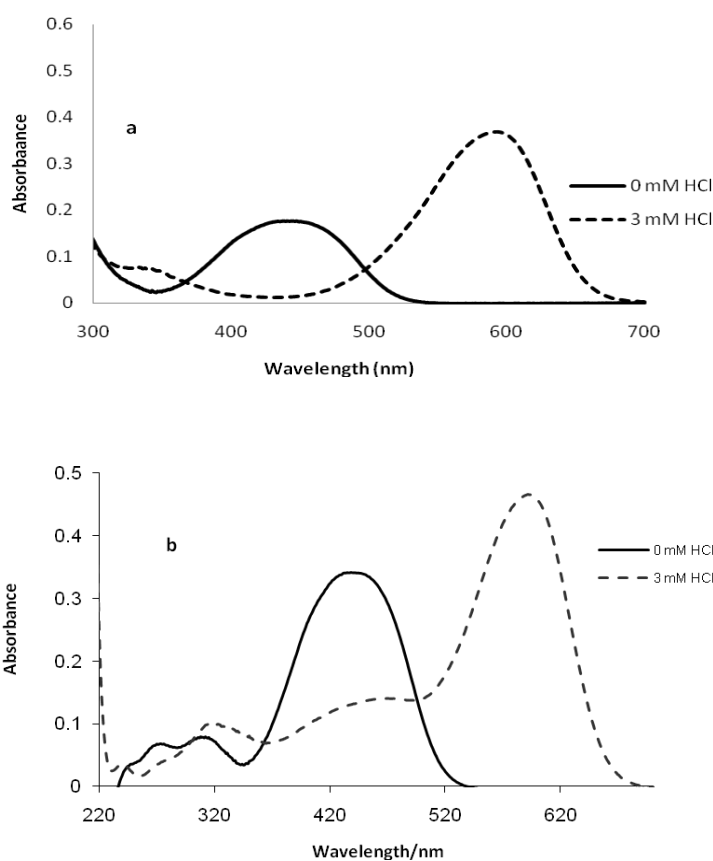 0.6
0.5
a
0.4
0.3
0.2
0.1
0
Absorbaance
0 mM HCl
3 mM HCl
300 400 500 600 700
Wavelength (nm)
0.5
b
0.4
0.3
0.2
0.1
0
Absorbance
0 mM HCl
3 mM HCl
220 320 420 520 620
Wavelength/nm